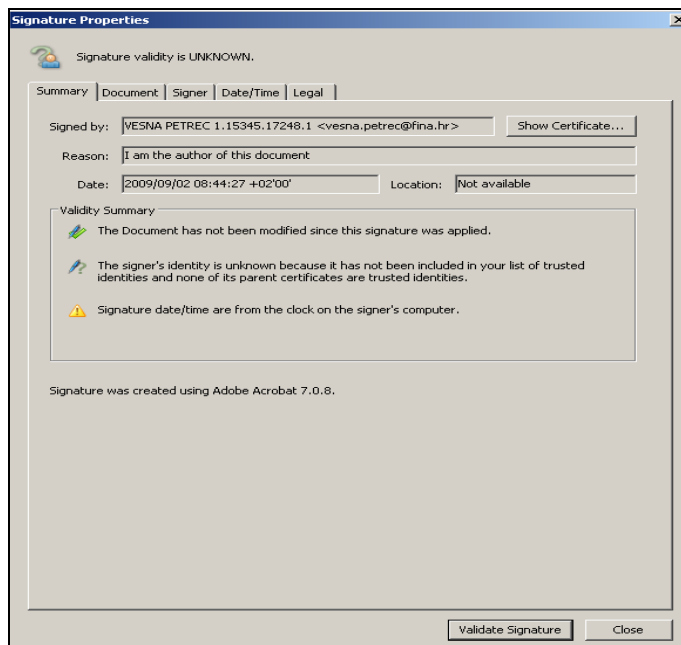 Signature Properties
Signature validity is UNKNOWN.
Summary Document Signer Date/Time Legal
Signed by: VESNA PETREC 1.15345.17248.1 <vesna.petrec@fina.hr> Show Certificate...
Reason: I am the author of this document
Date: 2009/09/02 08:44:27 +02'00' Location: Not available
Validity Summary
The Document has not been modified since this signature was applied.
The signer's identity is unknown because it has not been included in your list of trusted
identities and none of its parent certificates are trusted identities.
Signature date/time are from the clock on the signer's computer.
Signature was created using Adobe Acrobat 7.0.8.
Validate Signature Close